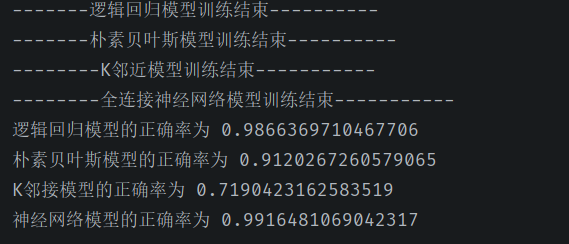 -------逻辑回归模型训练结束----------
-------朴素贝叶斯模型训练结束----------
--------K邻近模型训练结束-----------
--------全连接神经网络模型训练结束-----------
逻辑回归模型的正确率为 0.9866369710467706
朴素贝叶斯模型的正确率为 0.9120267260579065
K邻接模型的正确率为 0.7190423162583519
神经网络模型的正确率为 0.9916481069042317